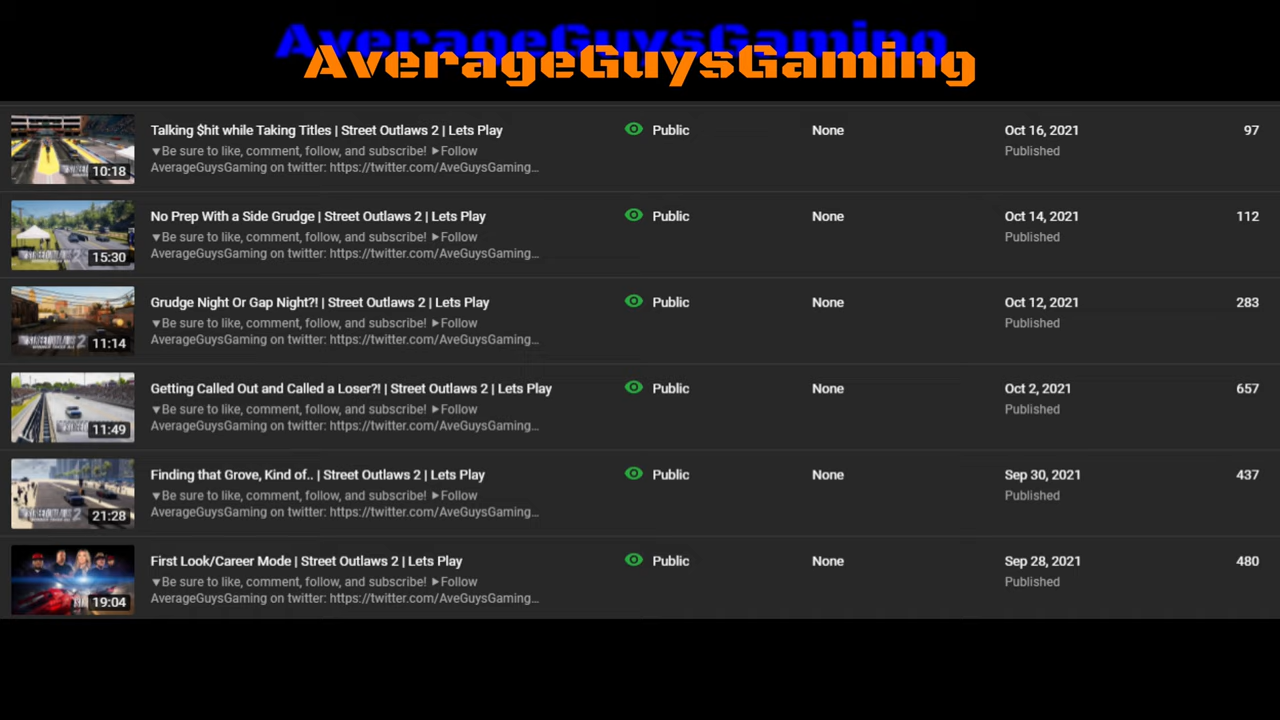 AverageGuysGaming
AverageGuysGaming
Talking $hit while Taking Titles | Street Outlaws 2 | Lets Play
Public
None
Oct 16, 2021
97
▼Be sure to like, comment, follow, and subscribe! ►Follow
Published
AverageGuysGaming on twitter: https://twitter.com/AveGuysGaming...
10:18
No Prep With a Side Grudge | Street Outlaws 2 | Lets Play
Public
None
Oct 14, 2021
112
▼Be sure to like, comment, follow, and subscribe! ►Follow
Published
AverageGuysGaming on twitter: https://twitter.com/AveGuysGaming...
15:30
Grudge Night Or Gap Night?! | Street Outlaws 2 | Lets Play
Public
None
Oct 12, 2021
283
▼Be sure to like, comment, follow, and subscribe! ►Follow
Published
AverageGuysGaming on twitter: https://twitter.com/AveGuysGaming...
11:14
Getting Called Out and Called a Loser?! | Street Outlaws 2 | Lets Play
Public
None
Oct 2, 2021
657
▼Be sure to like, comment, follow, and subscribe! ►Follow
Published
AverageGuysGaming on twitter: https://twitter.com/AveGuysGaming...
11:49
Finding that Grove, Kind of.. | Street Outlaws 2 | Lets Play
Public
None
Sep 30, 2021
437
▼Be sure to like, comment, follow, and subscribe! ►Follow
Published
AverageGuysGaming on twitter: https://twitter.com/AveGuysGaming...
21:28
First Look/Career Mode | Street Outlaws 2 | Lets Play
Public
None
Sep 28, 2021
480
▼Be sure to like, comment, follow, and subscribe! ►Follow
Published
AverageGuysGaming on twitter: https://twitter.com/AveGuysGaming...
19:04